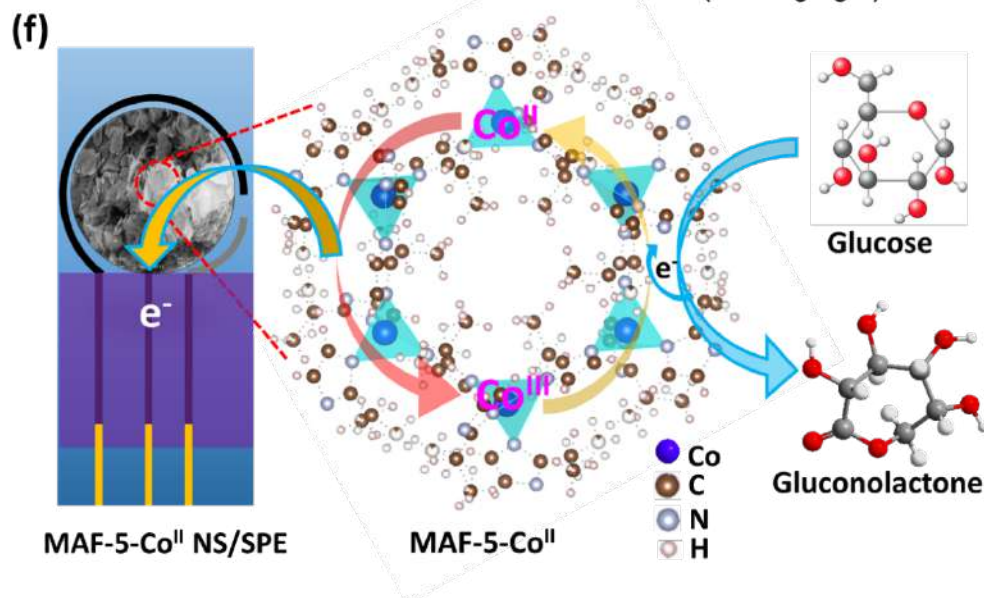 (f)
Co^II
Glucose
e-
e-
Co^III
Co
C
N
H
Gluconolactone
MAF-5-Co^II NS/SPE
MAF-5-Co^II